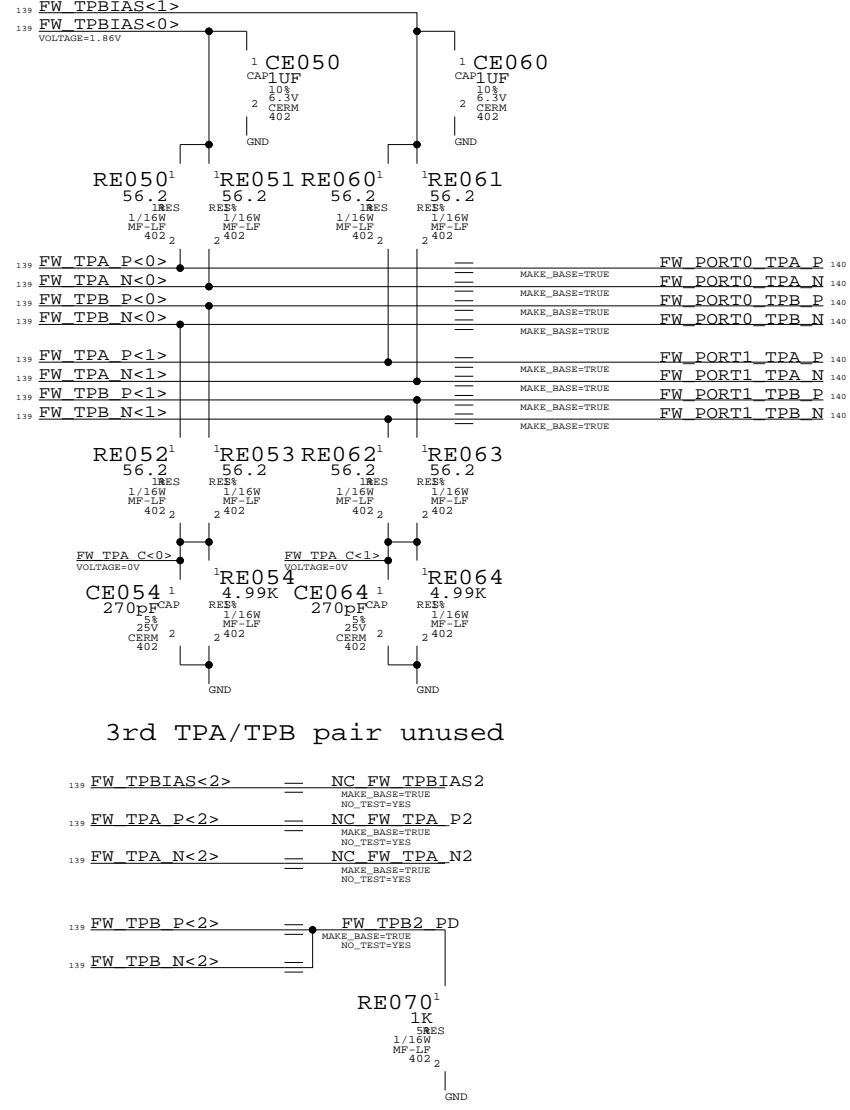 139 FW_TPBIAS<1>
139 FW_TPBIAS<0>
VOLTAGE=1.86V
1 CE050
CAP 1UF
10%
6.3V
2 CERM
402
GND
1 CE060
CAP 1UF
10%
6.3V
2 CERM
402
GND
RE050 1
56.2
1% RES
1/16W
MF-LF
402 2
1 RE051
56.2
RES 1%
1/16W
MF-LF
2 402
RE060 1
56.2
1% RES
1/16W
MF-LF
402 2
1 RE061
56.2
RES 1%
1/16W
MF-LF
2 402
139 FW_TPA_P<0> MAKE_BASE=TRUE FW_PORT0_TPA_P 140
139 FW_TPA_N<0> MAKE_BASE=TRUE FW_PORT0_TPA_N 140
139 FW_TPB_P<0> MAKE_BASE=TRUE FW_PORT0_TPB_P 140
139 FW_TPB_N<0> MAKE_BASE=TRUE FW_PORT0_TPB_N 140
139 FW_TPA_P<1> MAKE_BASE=TRUE FW_PORT1_TPA_P 140
139 FW_TPA_N<1> MAKE_BASE=TRUE FW_PORT1_TPA_N 140
139 FW_TPB_P<1> MAKE_BASE=TRUE FW_PORT1_TPB_P 140
139 FW_TPB_N<1> MAKE_BASE=TRUE FW_PORT1_TPB_N 140
RE052 1
56.2
1% RES
1/16W
MF-LF
402 2
1 RE053
56.2
RES 1%
1/16W
MF-LF
2 402
RE062 1
56.2
1% RES
1/16W
MF-LF
402 2
1 RE063
56.2
RES 1%
1/16W
MF-LF
2 402
FW_TPA_C<0>
VOLTAGE=0V
FW_TPA_C<1>
VOLTAGE=0V
CE054 1
270pF CAP
5%
25V
CERM 2
402
1 RE054
4.99K
RES 1%
1/16W
MF-LF
2 402
GND
CE064 1
270pF CAP
5%
25V
CERM 2
402
1 RE064
4.99K
RES 1%
1/16W
MF-LF
2 402
GND
3rd TPA/TPB pair unused
139 FW_TPBIAS<2> NC_FW_TPBIAS2
MAKE_BASE=TRUE
NO_TEST=YES
139 FW_TPA_P<2> NC_FW_TPA_P2
MAKE_BASE=TRUE
NO_TEST=YES
139 FW_TPA_N<2> NC_FW_TPA_N2
MAKE_BASE=TRUE
NO_TEST=YES
139 FW_TPB_P<2> FW_TPB2_PD
MAKE_BASE=TRUE
NO_TEST=YES
139 FW_TPB_N<2>
RE070 1
1K
5% RES
1/16W
MF-LF
402 2
GND